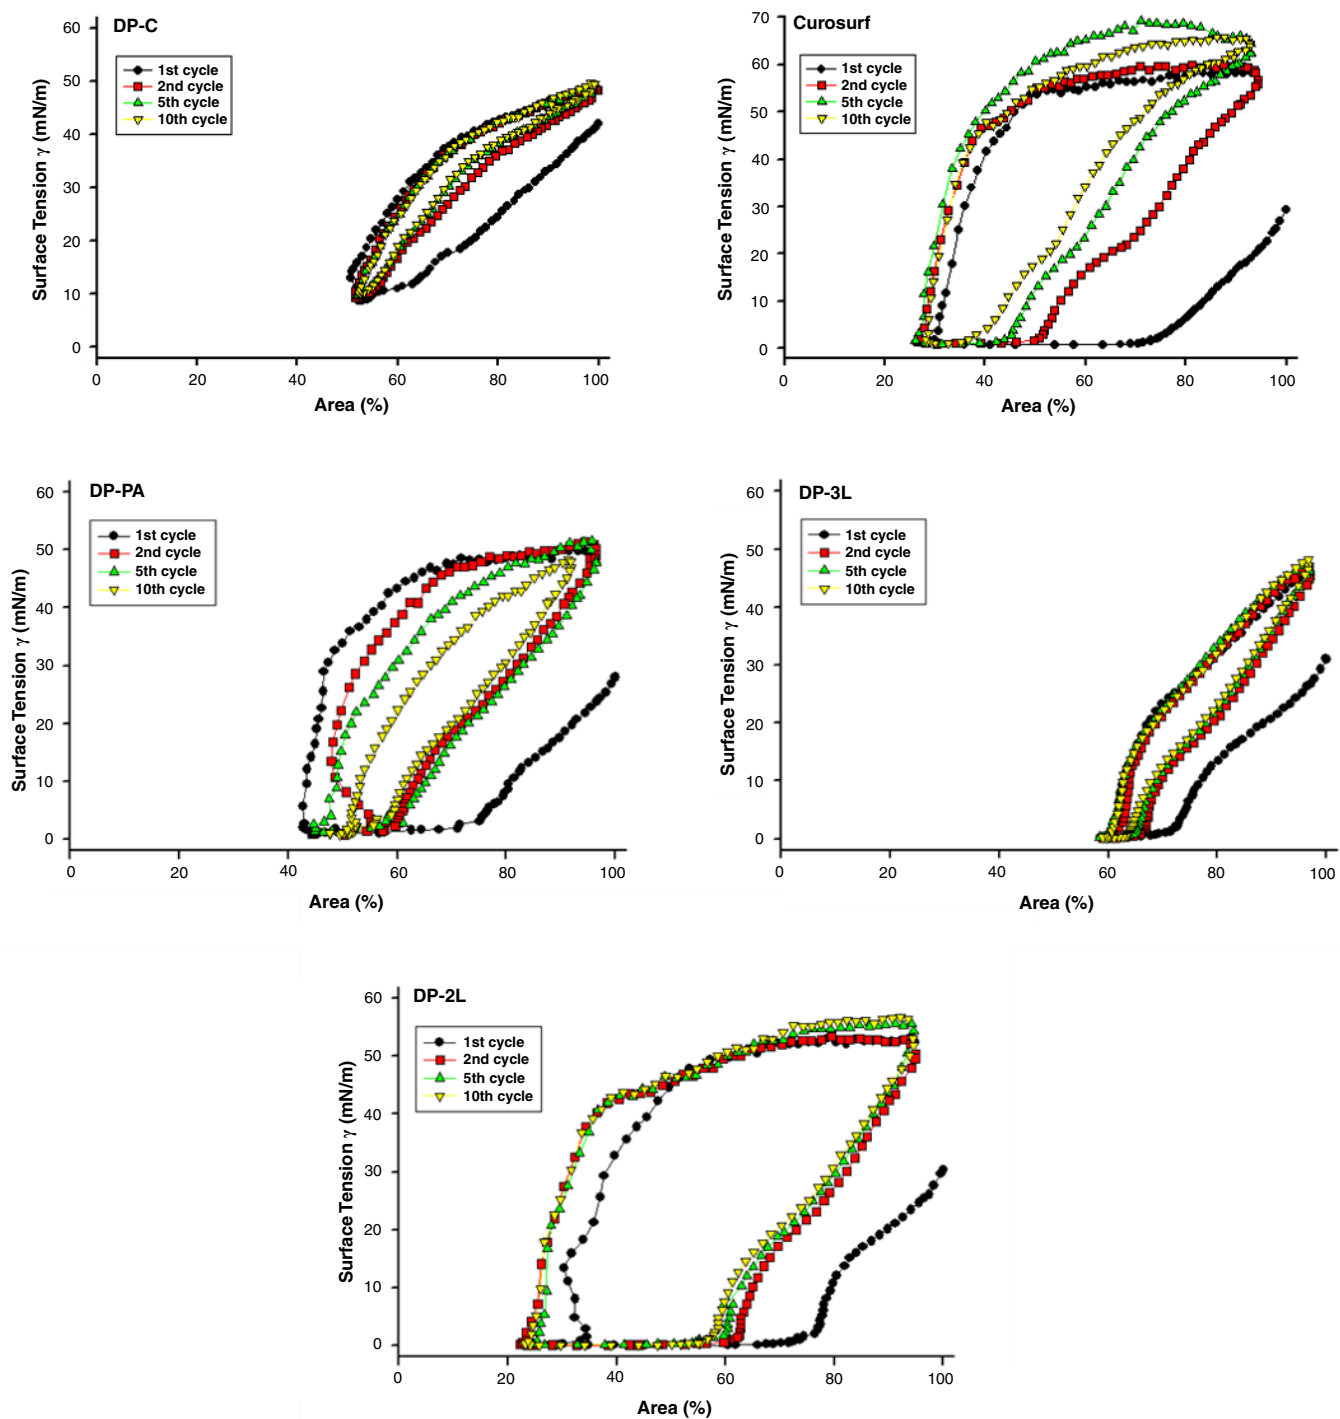 DP-C
1st cycle
2nd cycle
5th cycle
10th cycle
Surface Tension γ (mN/m)
60
50
40
30
20
10
0
0 20 40 60 80 100
Area (%)
Curosurf
1st cycle
2nd cycle
5th cycle
10th cycle
Surface Tension γ (mN/m)
70
60
50
40
30
20
10
0
0 20 40 60 80 100
Area (%)
DP-PA
1st cycle
2nd cycle
5th cycle
10th cycle
Surface Tension γ (mN/m)
60
50
40
30
20
10
0
0 20 40 60 80 100
Area (%)
DP-3L
1st cycle
2nd cycle
5th cycle
10th cycle
Surface Tension γ (mN/m)
60
50
40
30
20
10
0
0 20 40 60 80 100
Area (%)
DP-2L
1st cycle
2nd cycle
5th cycle
10th cycle
Surface Tension γ (mN/m)
60
50
40
30
20
10
0
0 20 40 60 80 100
Area (%)